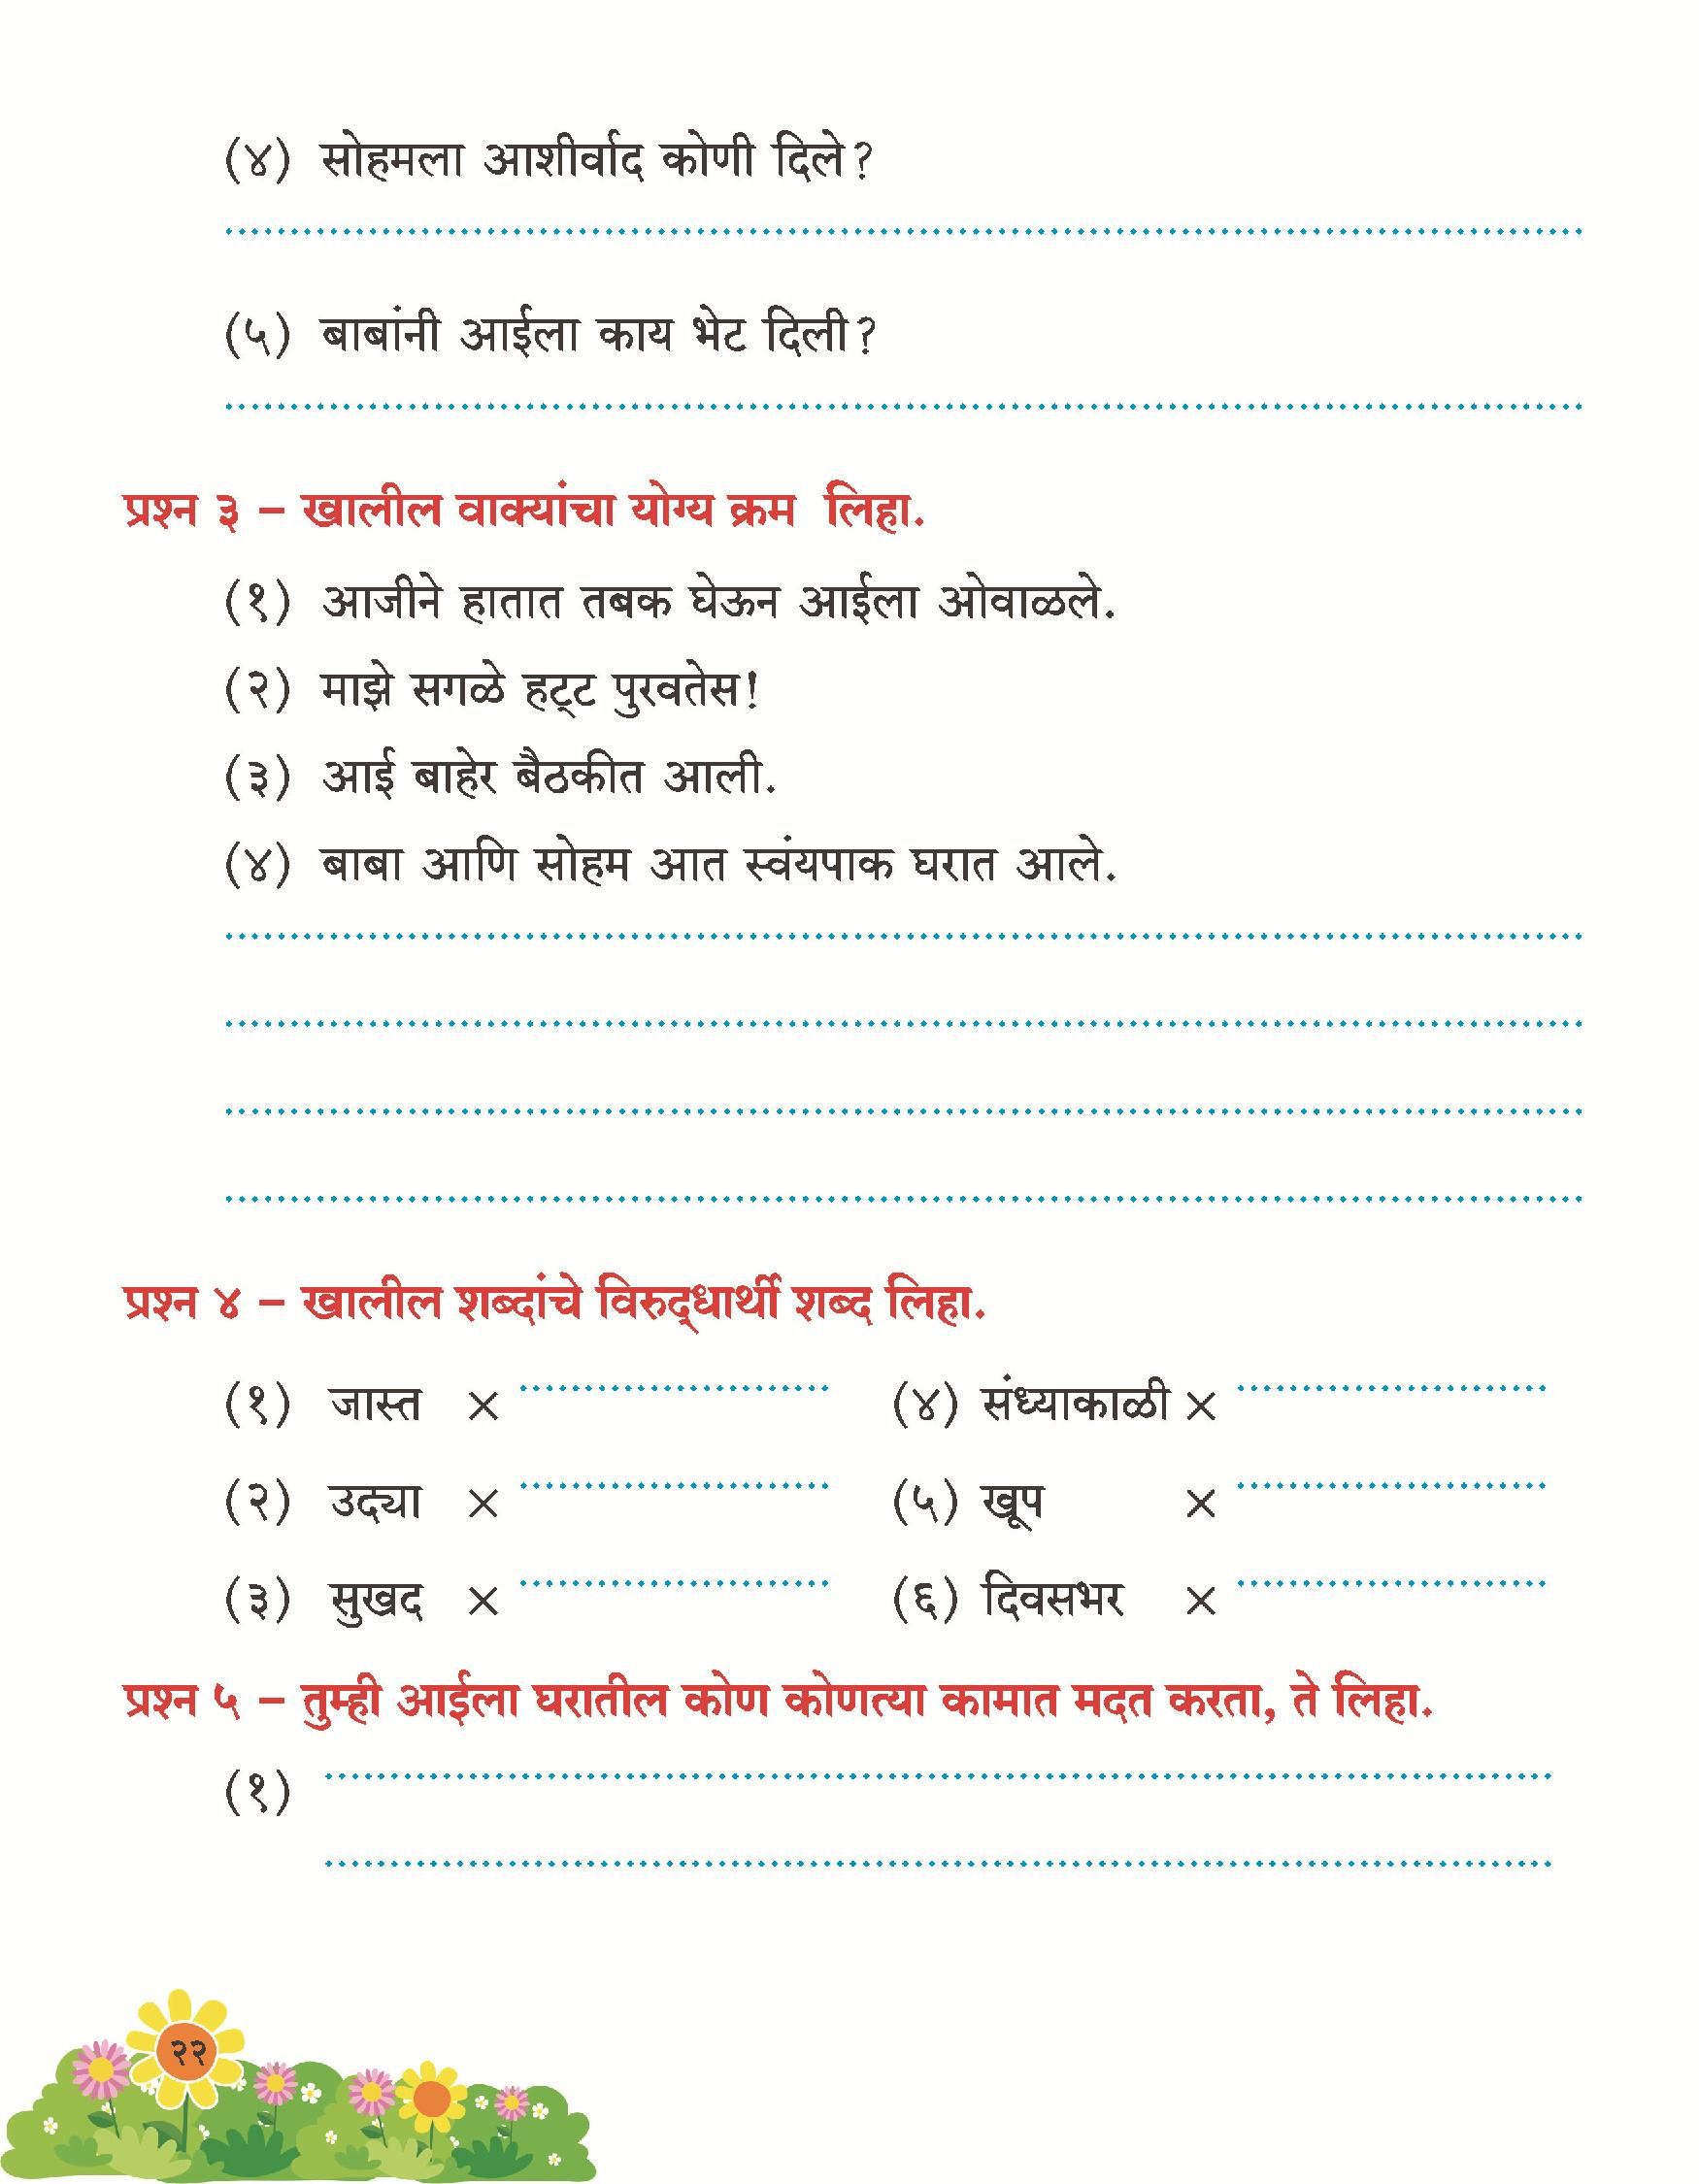 (४) सोहमला आशीर्वाद कोणी दिले?
(५) बाबांनी आईला काय भेट दिली?
प्रश्न ३ – खालील वाक्यांचा योग्य क्रम लिहा.
(१) आजीने हातात तबक घेऊन आईला ओवाळले.
(२) माझे सगळे हट्ट पुरवतेस!
(३) आई बाहेर बैठकीत आली.
(४) बाबा आणि सोहम आत स्वंयपाक घरात आले.
प्रश्न ४ – खालील शब्दांचे विरुद्धार्थी शब्द लिहा.
(१) जास्त × (४) संध्याकाळी ×
(२) उद्या × (५) खूप ×
(३) सुखद × (६) दिवसभर ×
प्रश्न ५ – तुम्ही आईला घरातील कोण कोणत्या कामात मदत करता, ते लिहा.
(१)
२२